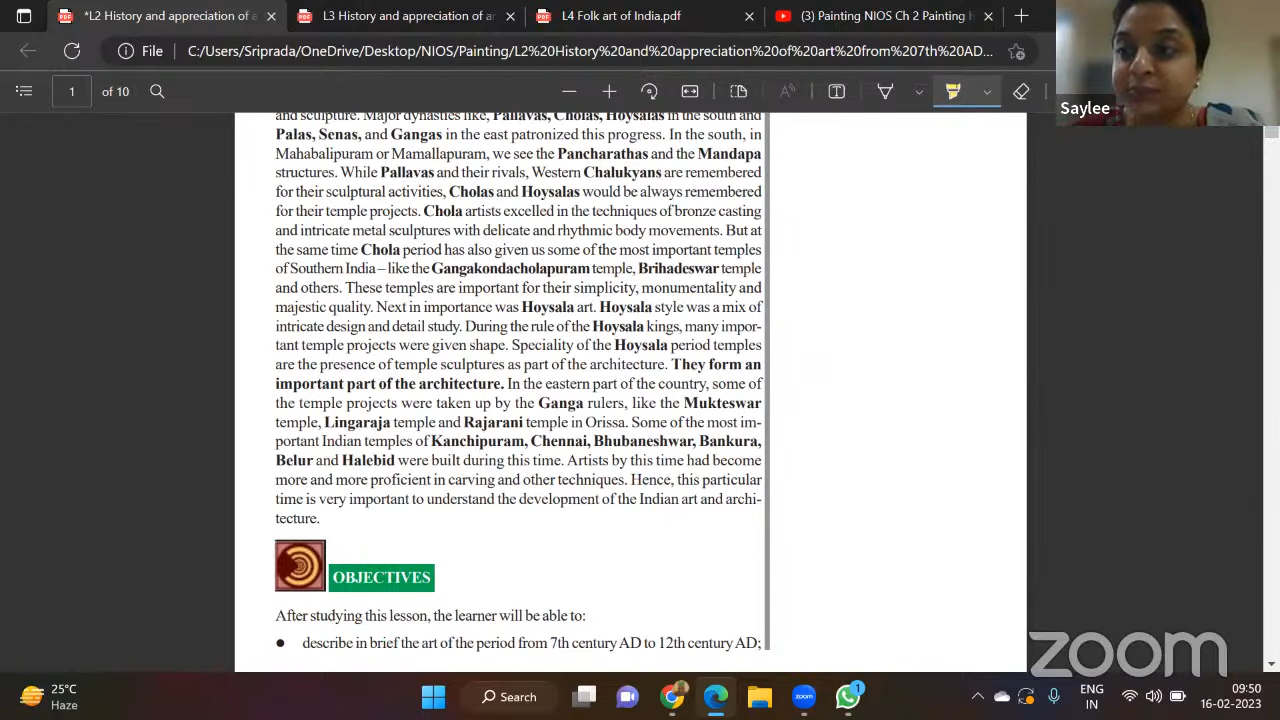 *L2 History and appreciation of a
L3 History and appreciation of ar
L4 Folk art of India.pdf
(3) Painting NIOS Ch 2 Painting H
File
C:/Users/Sriprada/OneDrive/Desktop/NIOS/Painting/L2%20History%20and%20appreciation%20of%20art%20from%207th%20AD...
1 of 10
Saylee
and sculpture. Major dynasties like, Pallavas, Cholas, Hoysalas in the south and
Palas, Senas, and Gangas in the east patronized this progress. In the south, in
Mahabalipuram or Mamallapuram, we see the Pancharathas and the Mandapa
structures. While Pallavas and their rivals, Western Chalukyans are remembered
for their sculptural activities, Cholas and Hoysalas would be always remembered
for their temple projects. Chola artists excelled in the techniques of bronze casting
and intricate metal sculptures with delicate and rhythmic body movements. But at
the same time Chola period has also given us some of the most important temples
of Southern India – like the Gangakondacholapuram temple, Brihadeswar temple
and others. These temples are important for their simplicity, monumentality and
majestic quality. Next in importance was Hoysala art. Hoysala style was a mix of
intricate design and detail study. During the rule of the Hoysala kings, many impor-
tant temple projects were given shape. Speciality of the Hoysala period temples
are the presence of temple sculptures as part of the architecture. They form an
important part of the architecture. In the eastern part of the country, some of
the temple projects were taken up by the Ganga rulers, like the Mukteswar
temple, Lingaraja temple and Rajarani temple in Orissa. Some of the most im-
portant Indian temples of Kanchipuram, Chennai, Bhubaneshwar, Bankura,
Belur and Halebid were built during this time. Artists by this time had become
more and more proficient in carving and other techniques. Hence, this particular
time is very important to understand the development of the Indian art and archi-
tecture.
OBJECTIVES
After studying this lesson, the learner will be able to:
● describe in brief the art of the period from 7th century AD to 12th century AD;
zoom
25°C
Haze
Search
zoom
1
ENG
IN
09:50
16-02-2023